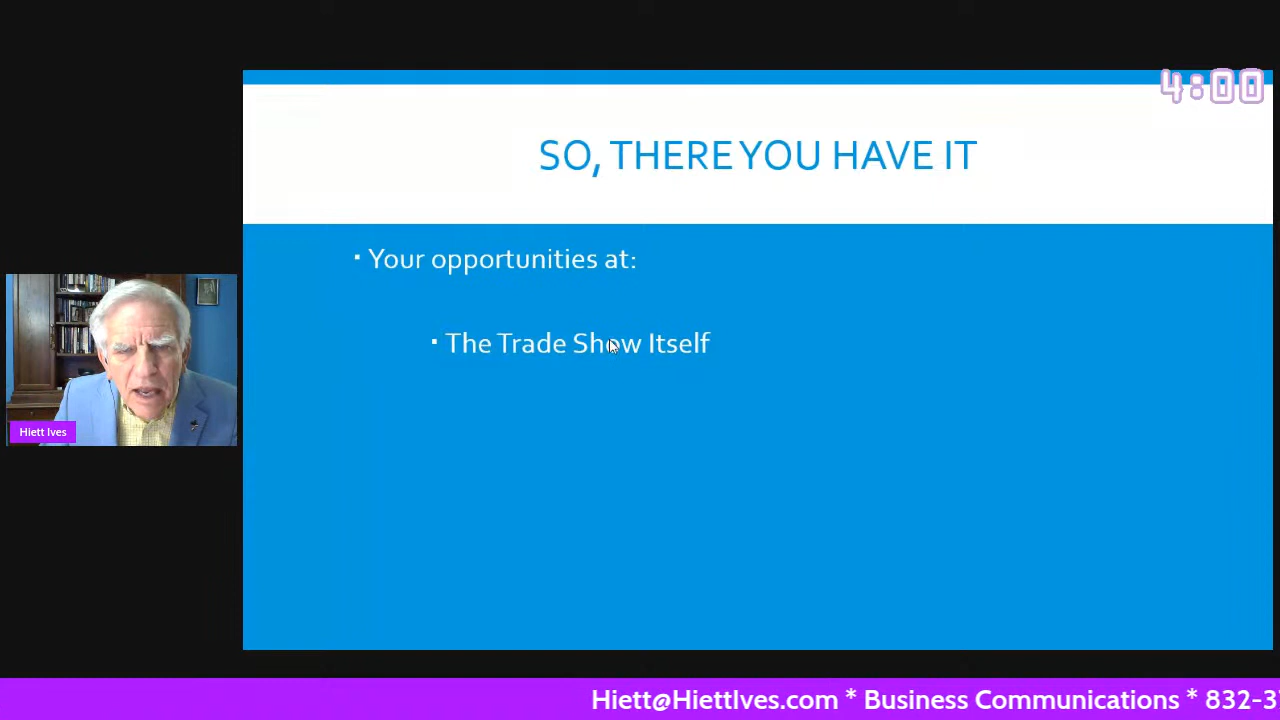 4:00
SO, THERE YOU HAVE IT
▪ Your opportunities at:
▪ The Trade Show Itself
Hiett Ives
Hiett@HiettIves.com * Business Communications * 832-3